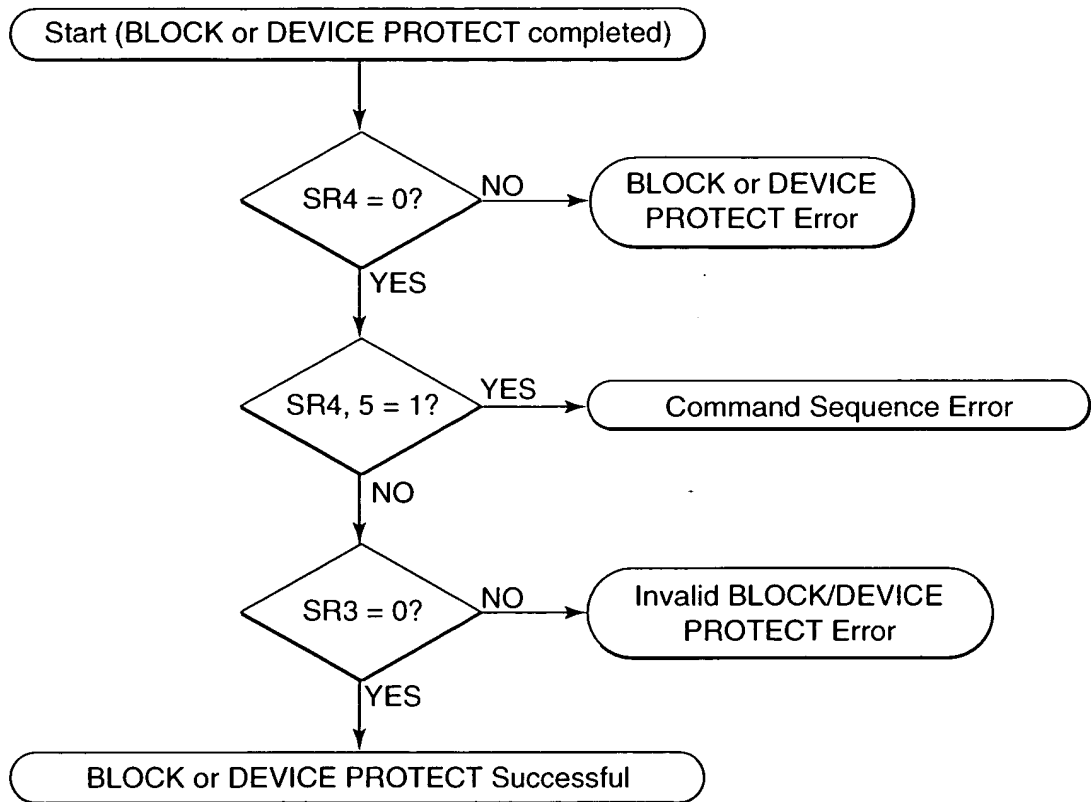 Start (BLOCK or DEVICE PROTECT completed)
SR4 = 0?
NO
BLOCK or DEVICE
PROTECT Error
YES
SR4, 5 = 1?
YES
Command Sequence Error
NO
SR3 = 0?
NO
Invalid BLOCK/DEVICE
PROTECT Error
YES
BLOCK or DEVICE PROTECT Successful